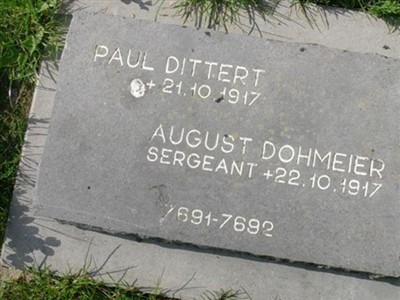 PAUL DITTERT
+ 21.10.1917
AUGUST DOHMEIER
SERGEANT +22.10.1917
7691-7692